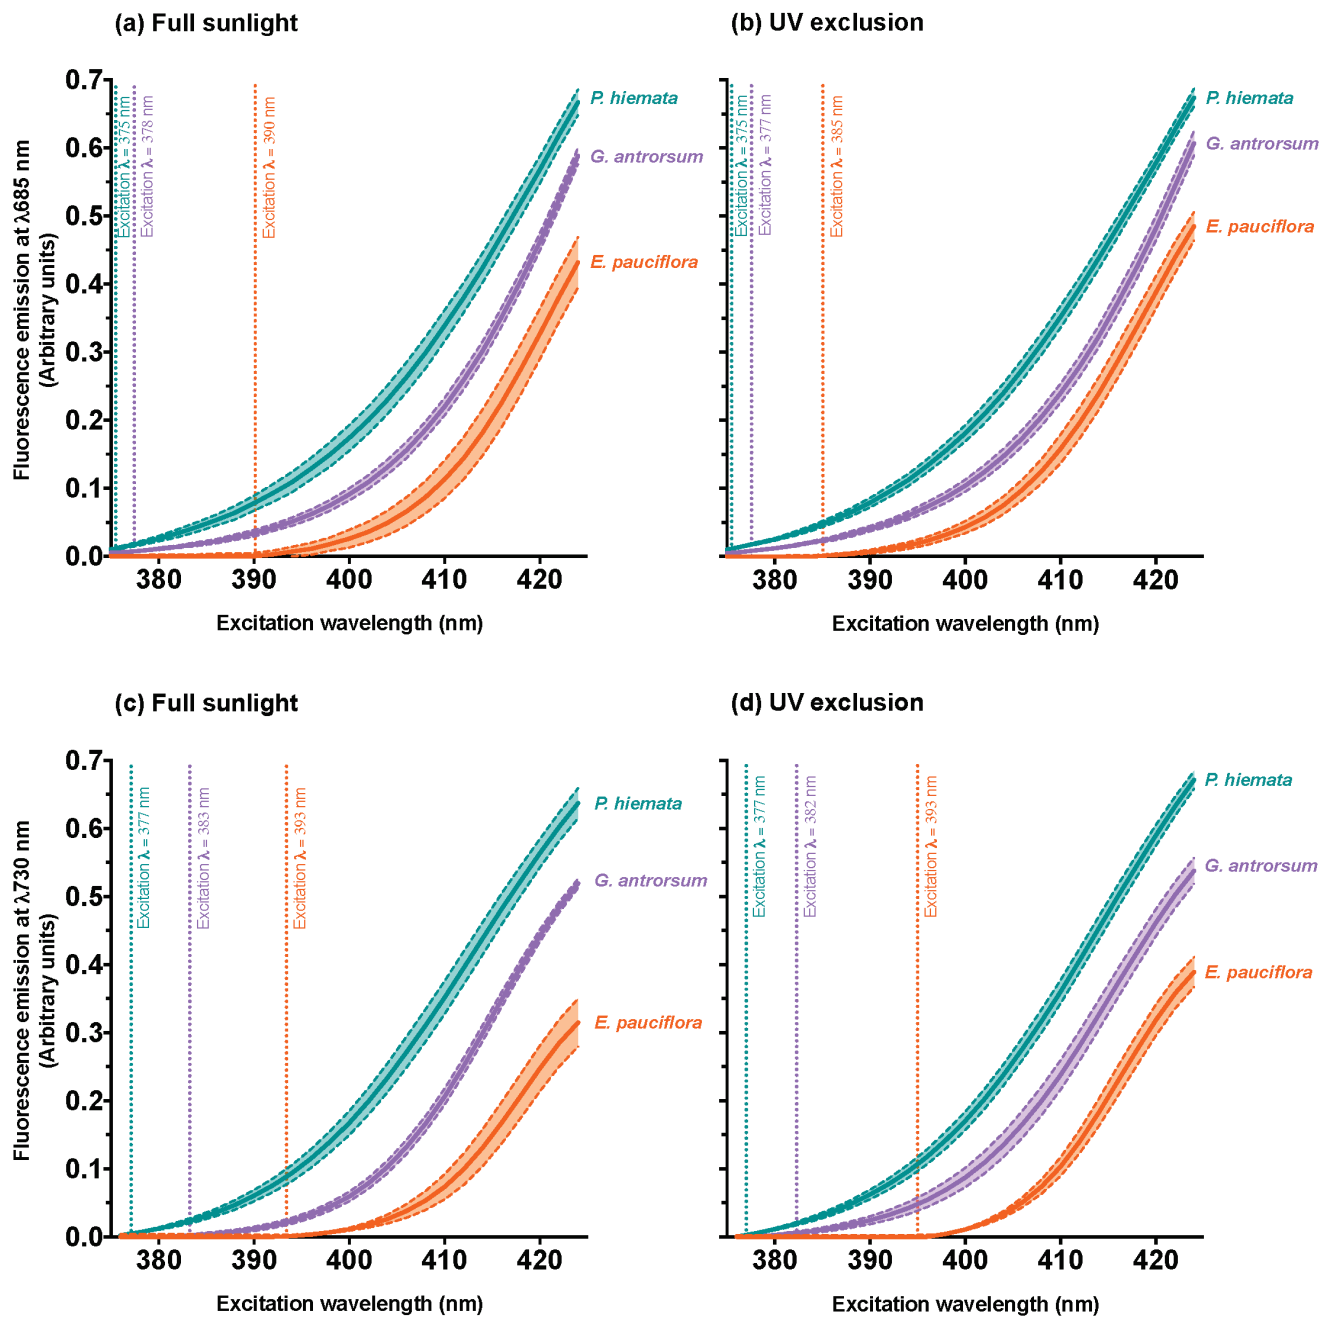 (a) Full sunlight
Fluorescence emission at λ685 nm
(Arbitrary units)
0.7
0.6
0.5
0.4
0.3
0.2
0.1
0.0
Excitation λ = 375 nm
Excitation λ = 378 nm
Excitation λ = 390 nm
P. hiemata
G. antrorsum
E. pauciflora
380 390 400 410 420
Excitation wavelength (nm)
(b) UV exclusion
Excitation λ = 375 nm
Excitation λ = 377 nm
Excitation λ = 385 nm
P. hiemata
G. antrorsum
E. pauciflora
380 390 400 410 420
Excitation wavelength (nm)
(c) Full sunlight
Fluorescence emission at λ730 nm
(Arbitrary units)
0.7
0.6
0.5
0.4
0.3
0.2
0.1
0.0
Excitation λ = 377 nm
Excitation λ = 383 nm
Excitation λ = 393 nm
P. hiemata
G. antrorsum
E. pauciflora
380 390 400 410 420
Excitation wavelength (nm)
(d) UV exclusion
Excitation λ = 377 nm
Excitation λ = 382 nm
Excitation λ = 393 nm
P. hiemata
G. antrorsum
E. pauciflora
380 390 400 410 420
Excitation wavelength (nm)